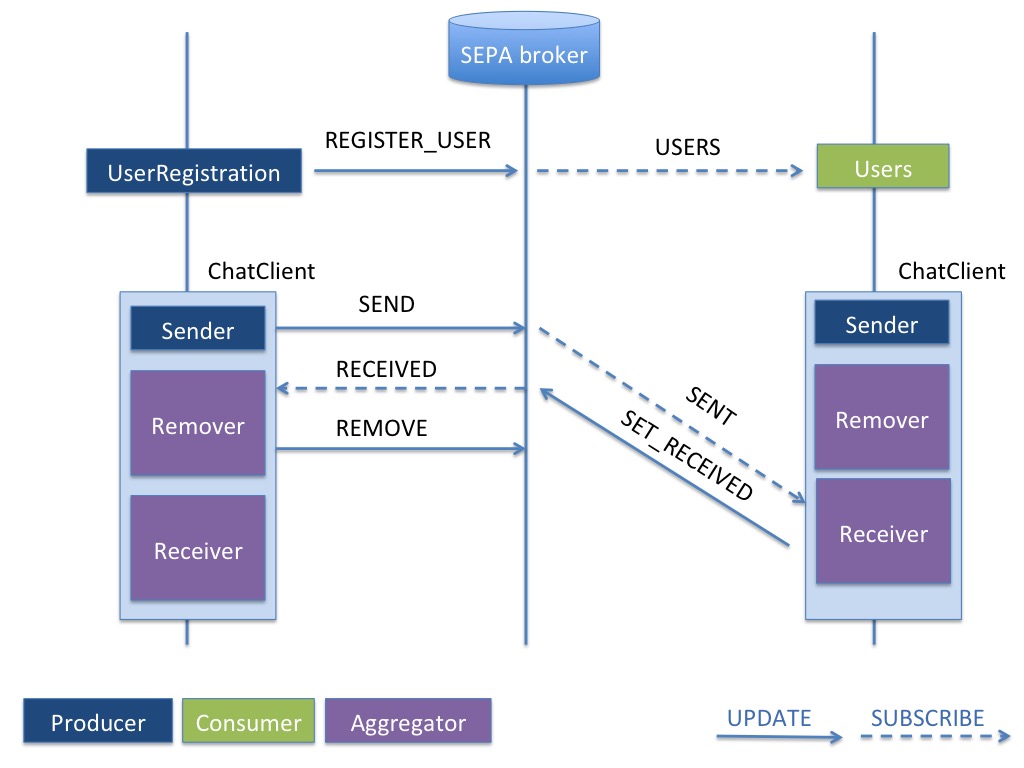 SEPA broker
REGISTER_USER
USERS
UserRegistration
Users
ChatClient
ChatClient
SEND
Sender
Sender
RECEIVED
SENT
Remover
REMOVE
SET_RECEIVED
Remover
Receiver
Receiver
Producer
Consumer
Aggregator
UPDATE
SUBSCRIBE